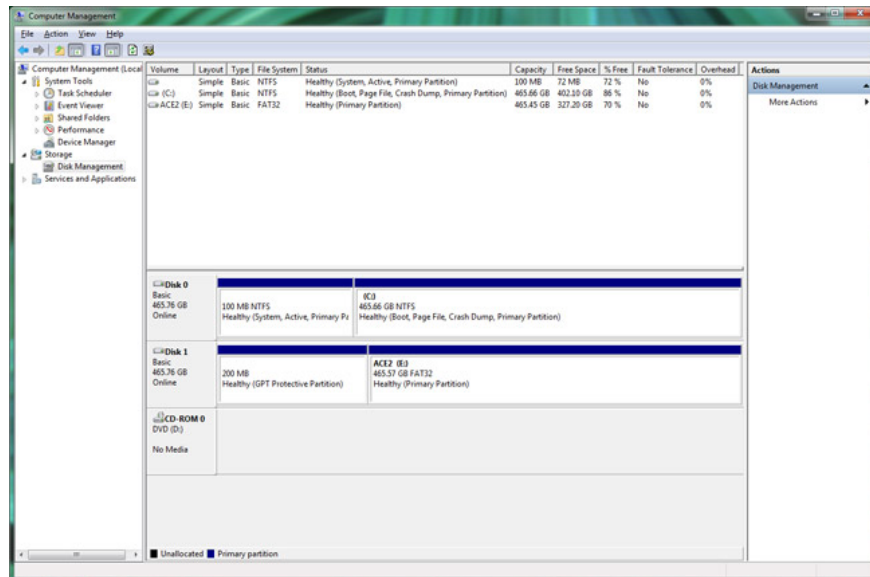 Computer Management
File Action View Help
Computer Management (Local
System Tools
Task Scheduler
Event Viewer
Shared Folders
Performance
Device Manager
Storage
Disk Management
Services and Applications
Volume Layout Type File System Status Capacity Free Space % Free Fault Tolerance Overhead
Simple Basic NTFS Healthy (System, Active, Primary Partition) 100 MB 72 MB 72 % No 0%
(C:) Simple Basic NTFS Healthy (Boot, Page File, Crash Dump, Primary Partition) 465.66 GB 402.10 GB 86 % No 0%
ACE2 (E:) Simple Basic FAT32 Healthy (Primary Partition) 465.45 GB 327.20 GB 70 % No 0%
Actions
Disk Management
More Actions
Disk 0
Basic
465.76 GB
Online
100 MB NTFS
Healthy (System, Active, Primary Pa
(C:)
465.66 GB NTFS
Healthy (Boot, Page File, Crash Dump, Primary Partition)
Disk 1
Basic
465.76 GB
Online
200 MB
Healthy (GPT Protective Partition)
ACE2 (E:)
465.57 GB FAT32
Healthy (Primary Partition)
CD-ROM 0
DVD (D:)
No Media
Unallocated Primary partition